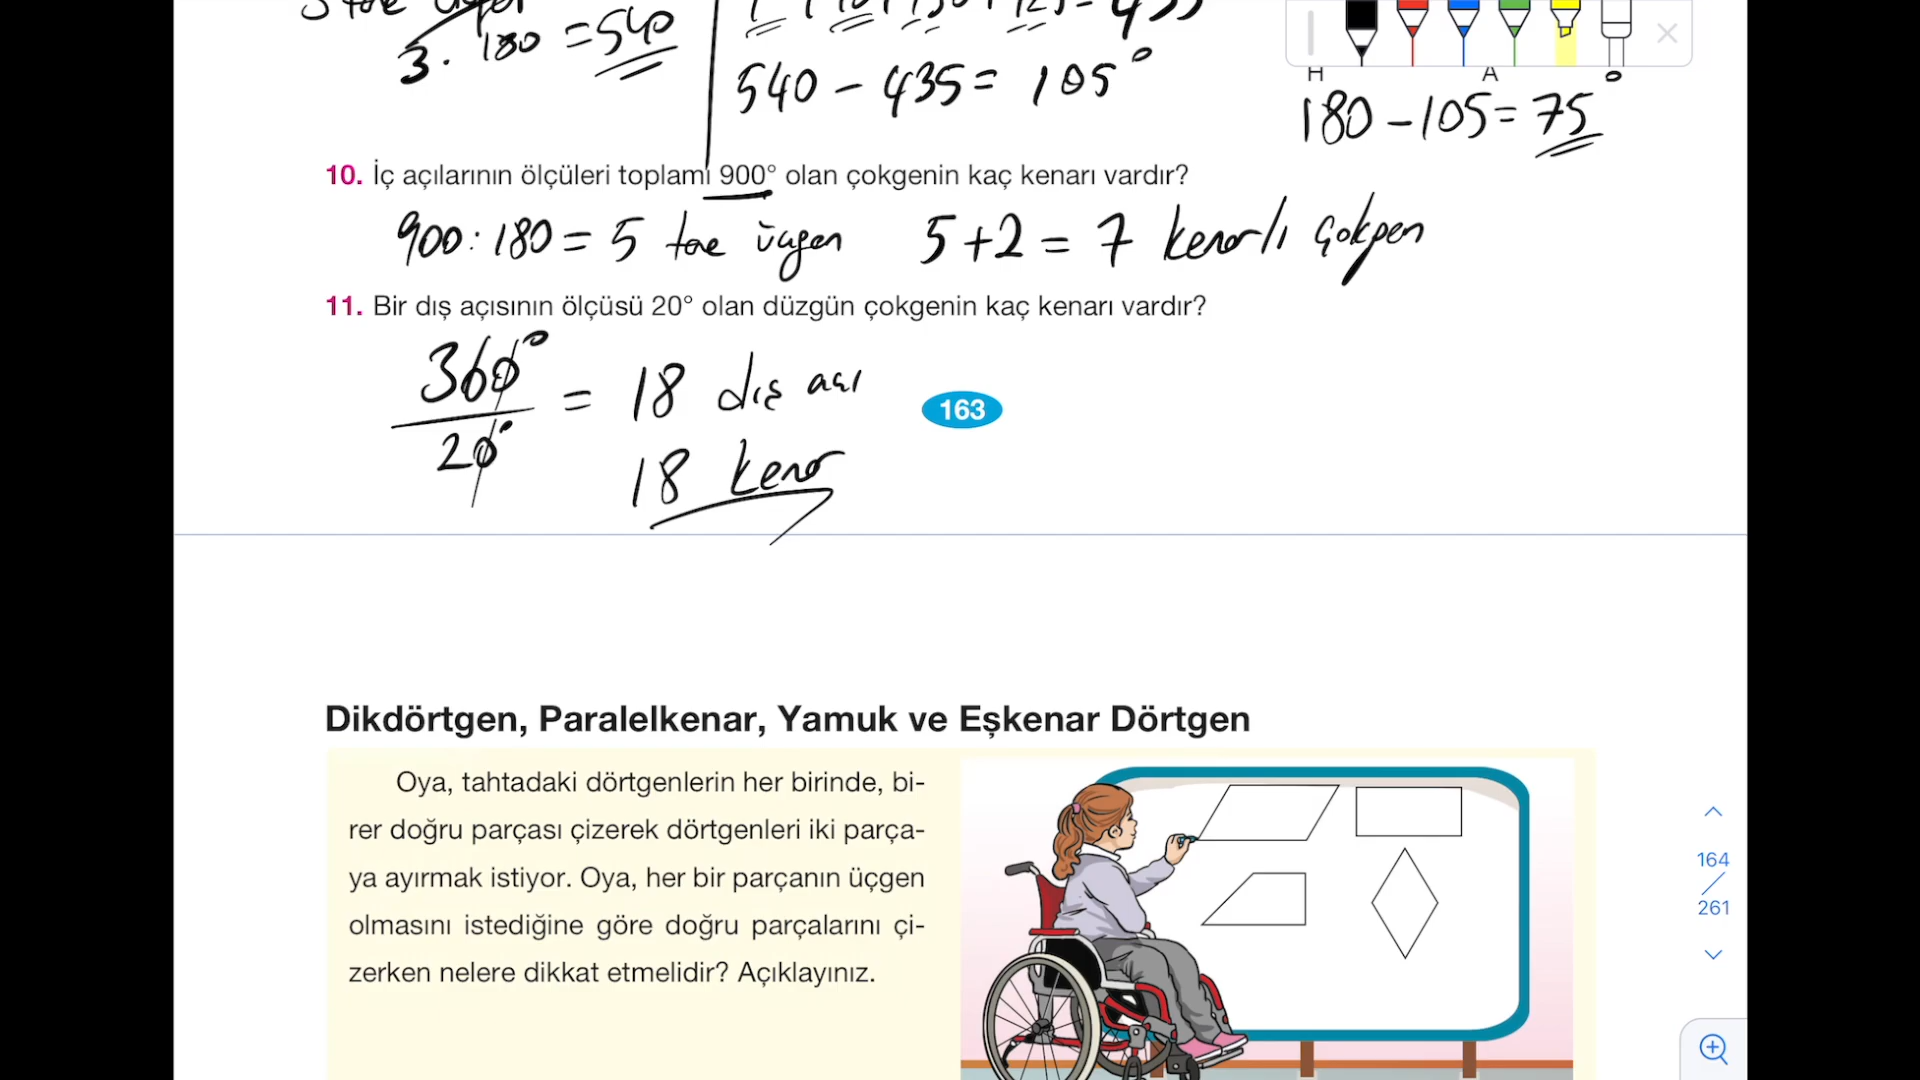 3 tane üçgen
3 . 180 = 540
= 435
540 - 435 = 105°
H A
180 - 105 = 75°
10. İç açılarının ölçüleri toplamı 900° olan çokgenin kaç kenarı vardır?
900 : 180 = 5 tane üçgen 5 + 2 = 7 kenarlı çokgen
11. Bir dış açısının ölçüsü 20° olan düzgün çokgenin kaç kenarı vardır?
360° / 20° = 18 dış açı
18 kenar
163
Dikdörtgen, Paralelkenar, Yamuk ve Eşkenar Dörtgen
Oya, tahtadaki dörtgenlerin her birinde, bi-
rer doğru parçası çizerek dörtgenleri iki parça-
ya ayırmak istiyor. Oya, her bir parçanın üçgen
olmasını istediğine göre doğru parçalarını çi-
zerken nelere dikkat etmelidir? Açıklayınız.
164
261